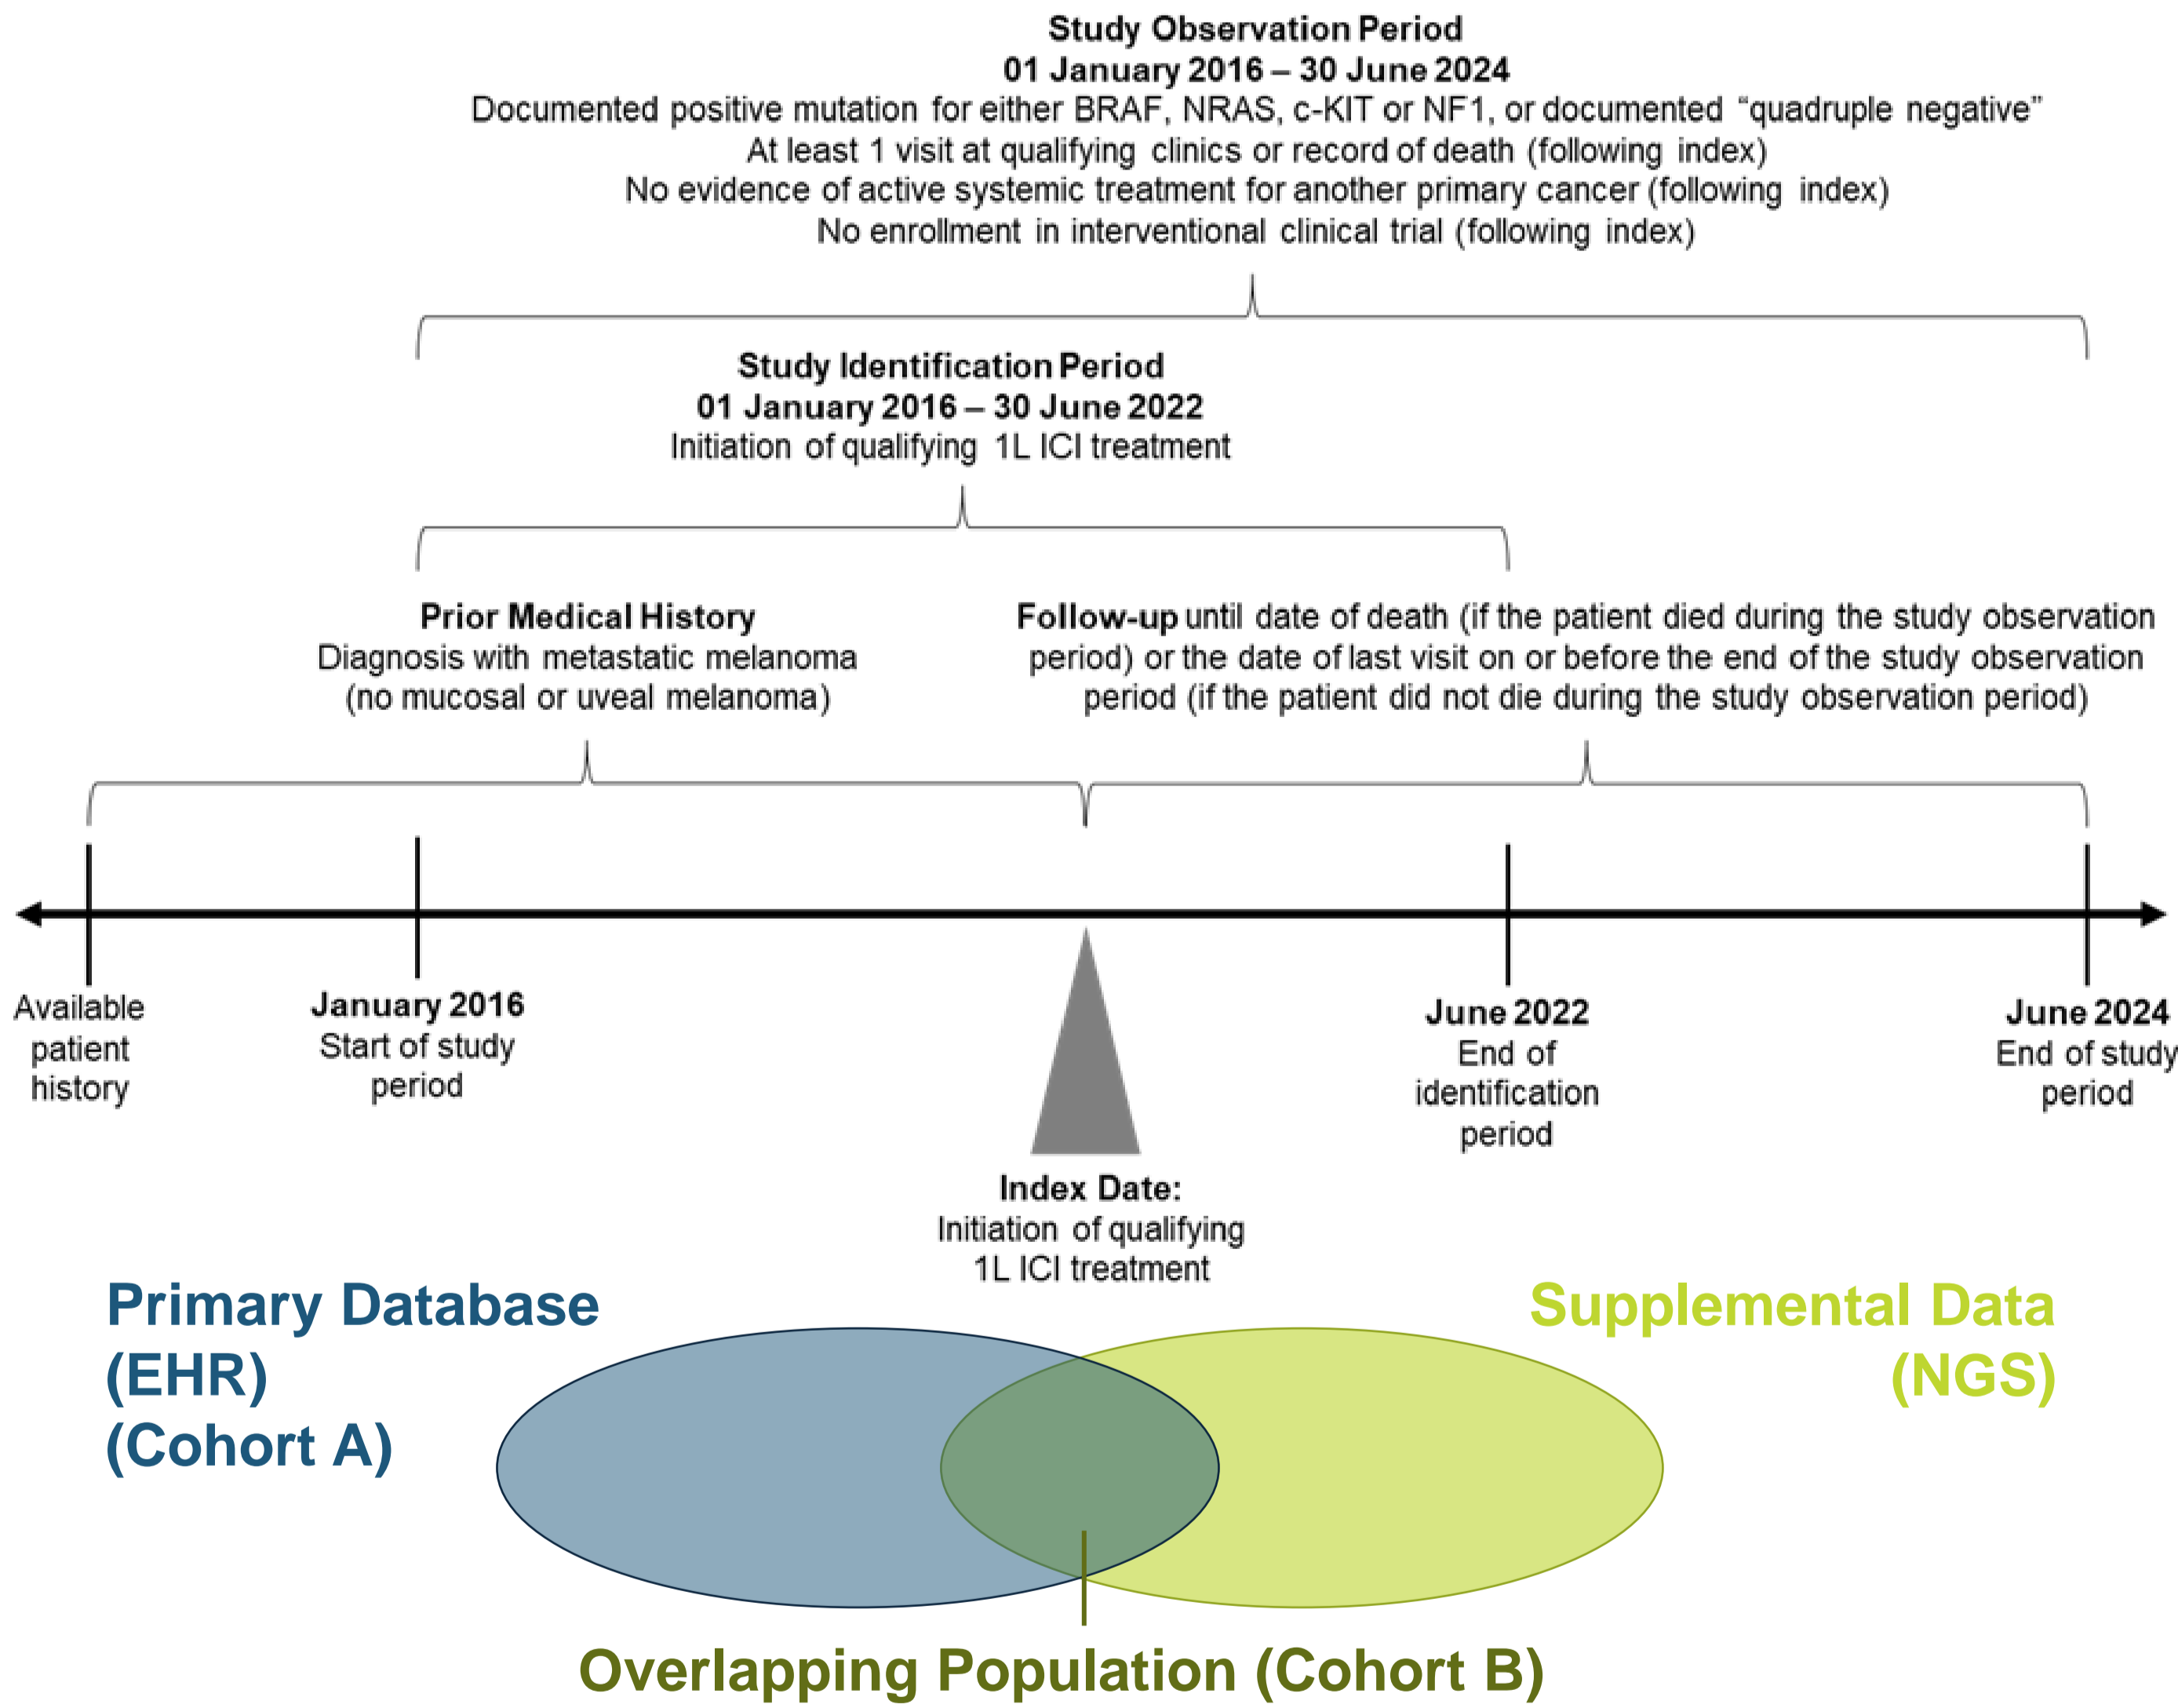 Study Observation Period
01 January 2016 – 30 June 2024
Documented positive mutation for either BRAF, NRAS, c-KIT or NF1, or documented “quadruple negative”
At least 1 visit at qualifying clinics or record of death (following index)
No evidence of active systemic treatment for another primary cancer (following index)
No enrollment in interventional clinical trial (following index)
Study Identification Period
01 January 2016 – 30 June 2022
Initiation of qualifying 1L ICI treatment
Prior Medical History
Diagnosis with metastatic melanoma
(no mucosal or uveal melanoma)
Follow-up until date of death (if the patient died during the study observation
period) or the date of last visit on or before the end of the study observation
period (if the patient did not die during the study observation period)
Available
patient
history
January 2016
Start of study
period
June 2022
End of
identification
period
June 2024
End of study
period
Index Date:
Initiation of qualifying
1L ICI treatment
Primary Database
(EHR)
(Cohort A)
Supplemental Data
(NGS)
Overlapping Population (Cohort B)